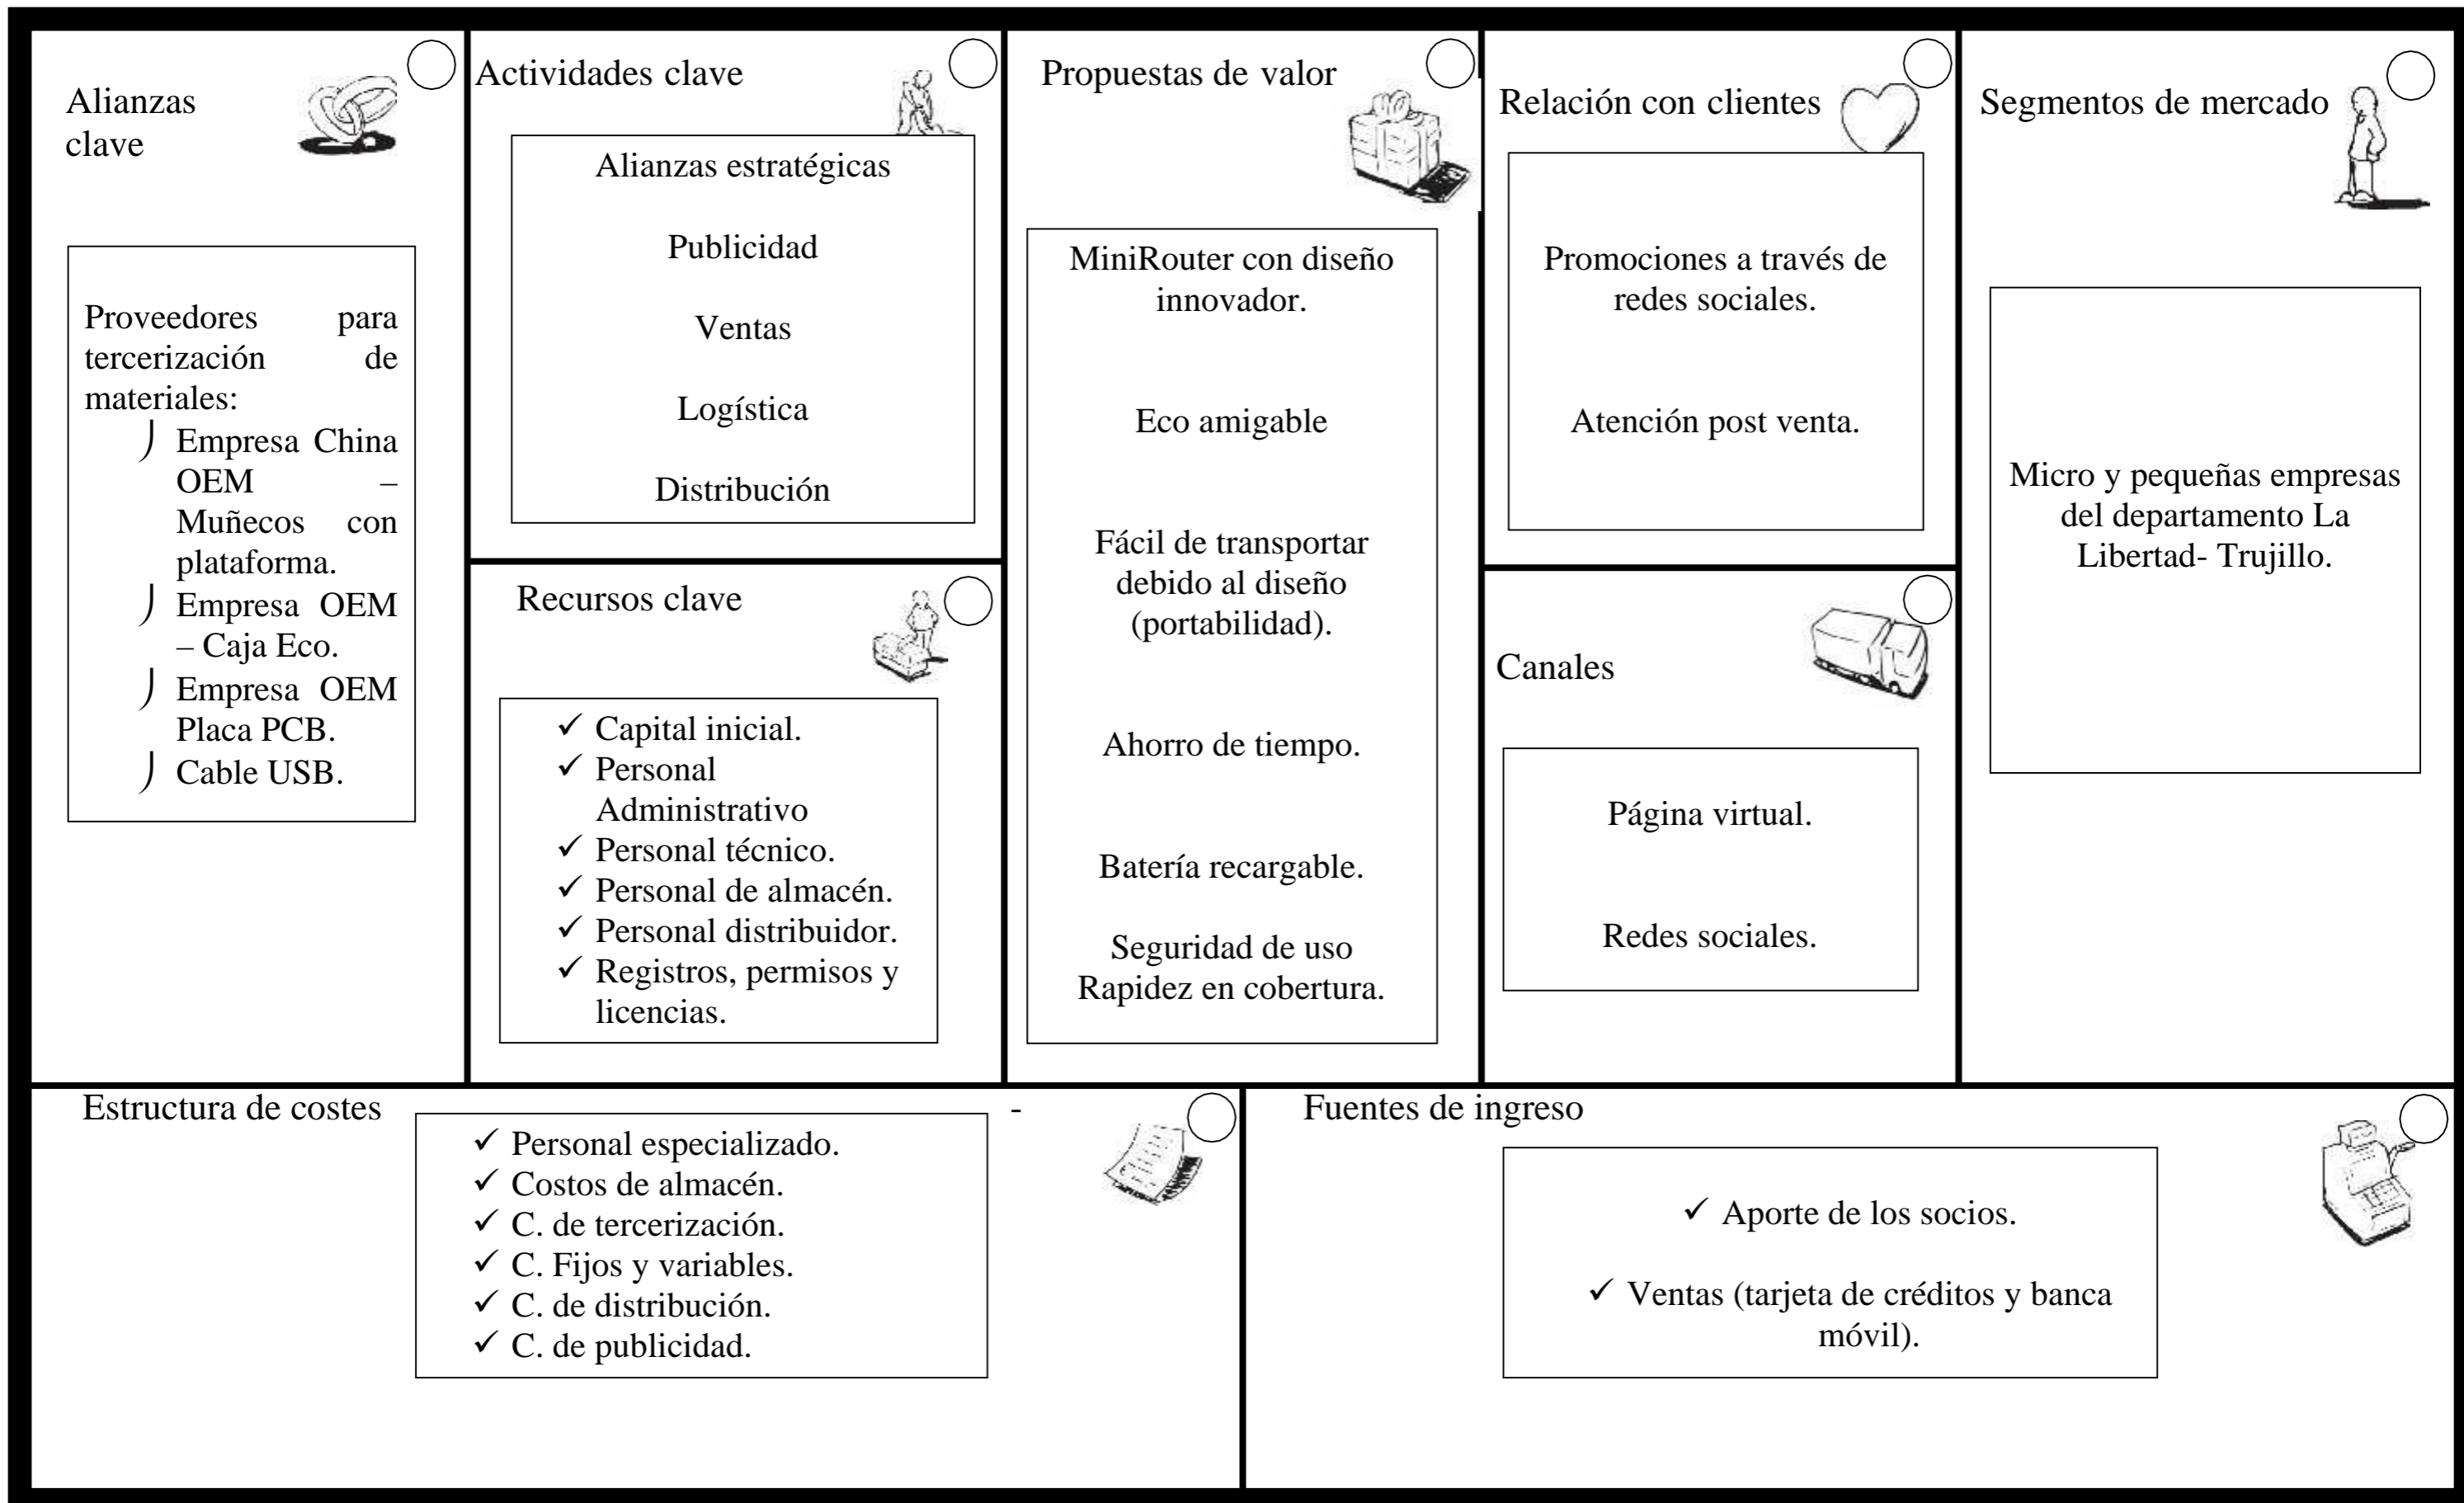 Alianzas
clave
Proveedores para
tercerización de
materiales:
Empresa China
OEM –
Muñecos con
plataforma.
Empresa OEM
– Caja Eco.
Empresa OEM
Placa PCB.
Cable USB.
Actividades clave
Alianzas estratégicas
Publicidad
Ventas
Logística
Distribución
Recursos clave
✓ Capital inicial.
✓ Personal
Administrativo
✓ Personal técnico.
✓ Personal de almacén.
✓ Personal distribuidor.
✓ Registros, permisos y
licencias.
Propuestas de valor
MiniRouter con diseño
innovador.
Eco amigable
Fácil de transportar
debido al diseño
(portabilidad).
Ahorro de tiempo.
Batería recargable.
Seguridad de uso
Rapidez en cobertura.
Relación con clientes
Promociones a través de
redes sociales.
Atención post venta.
Canales
Página virtual.
Redes sociales.
Segmentos de mercado
Micro y pequeñas empresas
del departamento La
Libertad- Trujillo.
Estructura de costes -
✓ Personal especializado.
✓ Costos de almacén.
✓ C. de tercerización.
✓ C. Fijos y variables.
✓ C. de distribución.
✓ C. de publicidad.
Fuentes de ingreso
✓ Aporte de los socios.
✓ Ventas (tarjeta de créditos y banca
móvil).